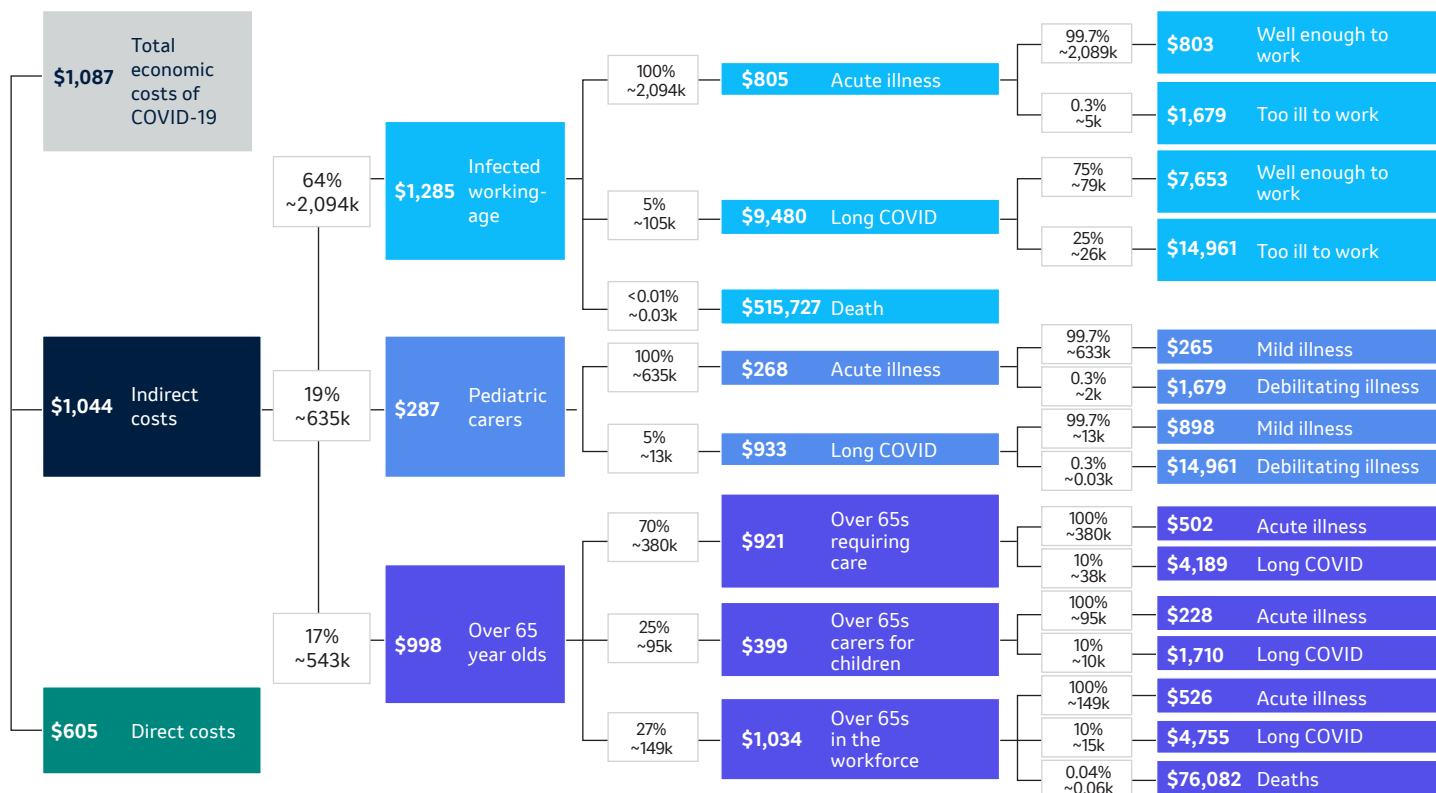 $1,087 Total
economic
costs of
COVID-19
$1,044 Indirect
costs
$605 Direct costs
64%
~2,094k
19%
~635k
17%
~543k
$1,285 Infected
working-
age
$287 Pediatric
carers
$998 Over 65
year olds
100%
~2,094k
$805 Acute illness
99.7%
~2,089k
$803 Well enough to
work
0.3%
~5k
$1,679 Too ill to work
5%
~105k
$9,480 Long COVID
75%
~79k
$7,653 Well enough to
work
25%
~26k
$14,961 Too ill to work
<0.01%
~0.03k
$515,727 Death
100%
~635k
$268 Acute illness
99.7%
~633k
$265 Mild illness
0.3%
~2k
$1,679 Debilitating illness
5%
~13k
$933 Long COVID
99.7%
~13k
$898 Mild illness
0.3%
~0.03k
$14,961 Debilitating illness
70%
~380k
$921 Over 65s
requiring
care
100%
~380k
$502 Acute illness
10%
~38k
$4,189 Long COVID
25%
~95k
$399 Over 65s
carers for
children
100%
~95k
$228 Acute illness
10%
~10k
$1,710 Long COVID
27%
~149k
$1,034 Over 65s
in the
workforce
100%
~149k
$526 Acute illness
10%
~15k
$4,755 Long COVID
0.04%
~0.06k
$76,082 Deaths